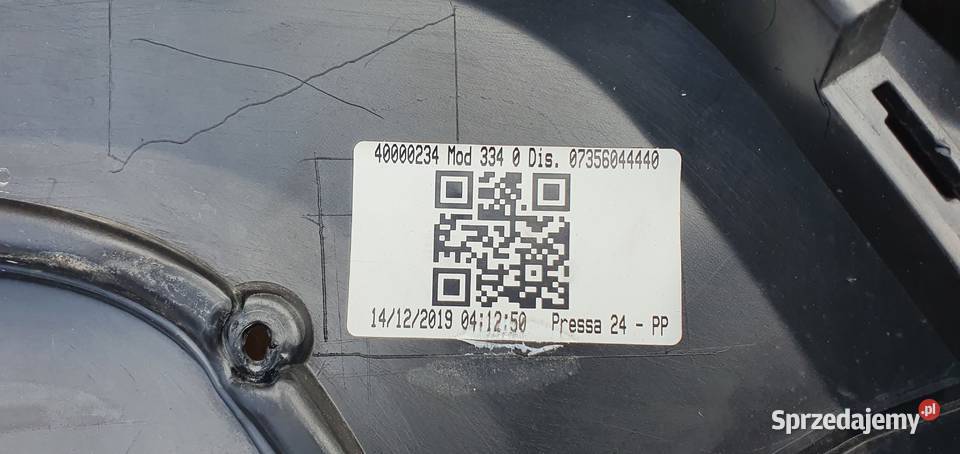 40000234 Mod 334 0 Dis. 07356044440
14/12/2019 04:12:50 Pressa 24 - PP
Sprzedajemy.pl